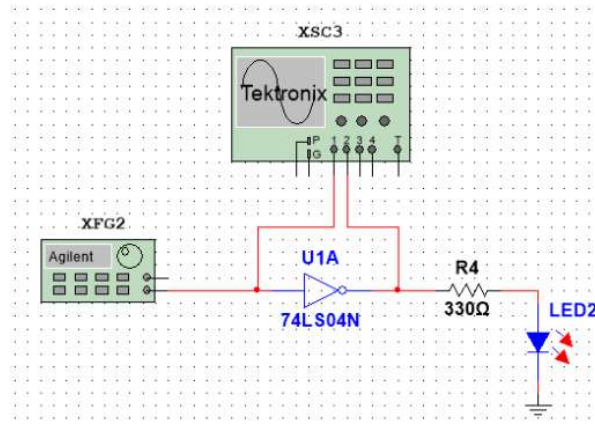 XSC3
Tektronix
P
G
1 2 3 4
T
XFG2
Agilent
U1A
74LS04N
R4
330Ω
LED2